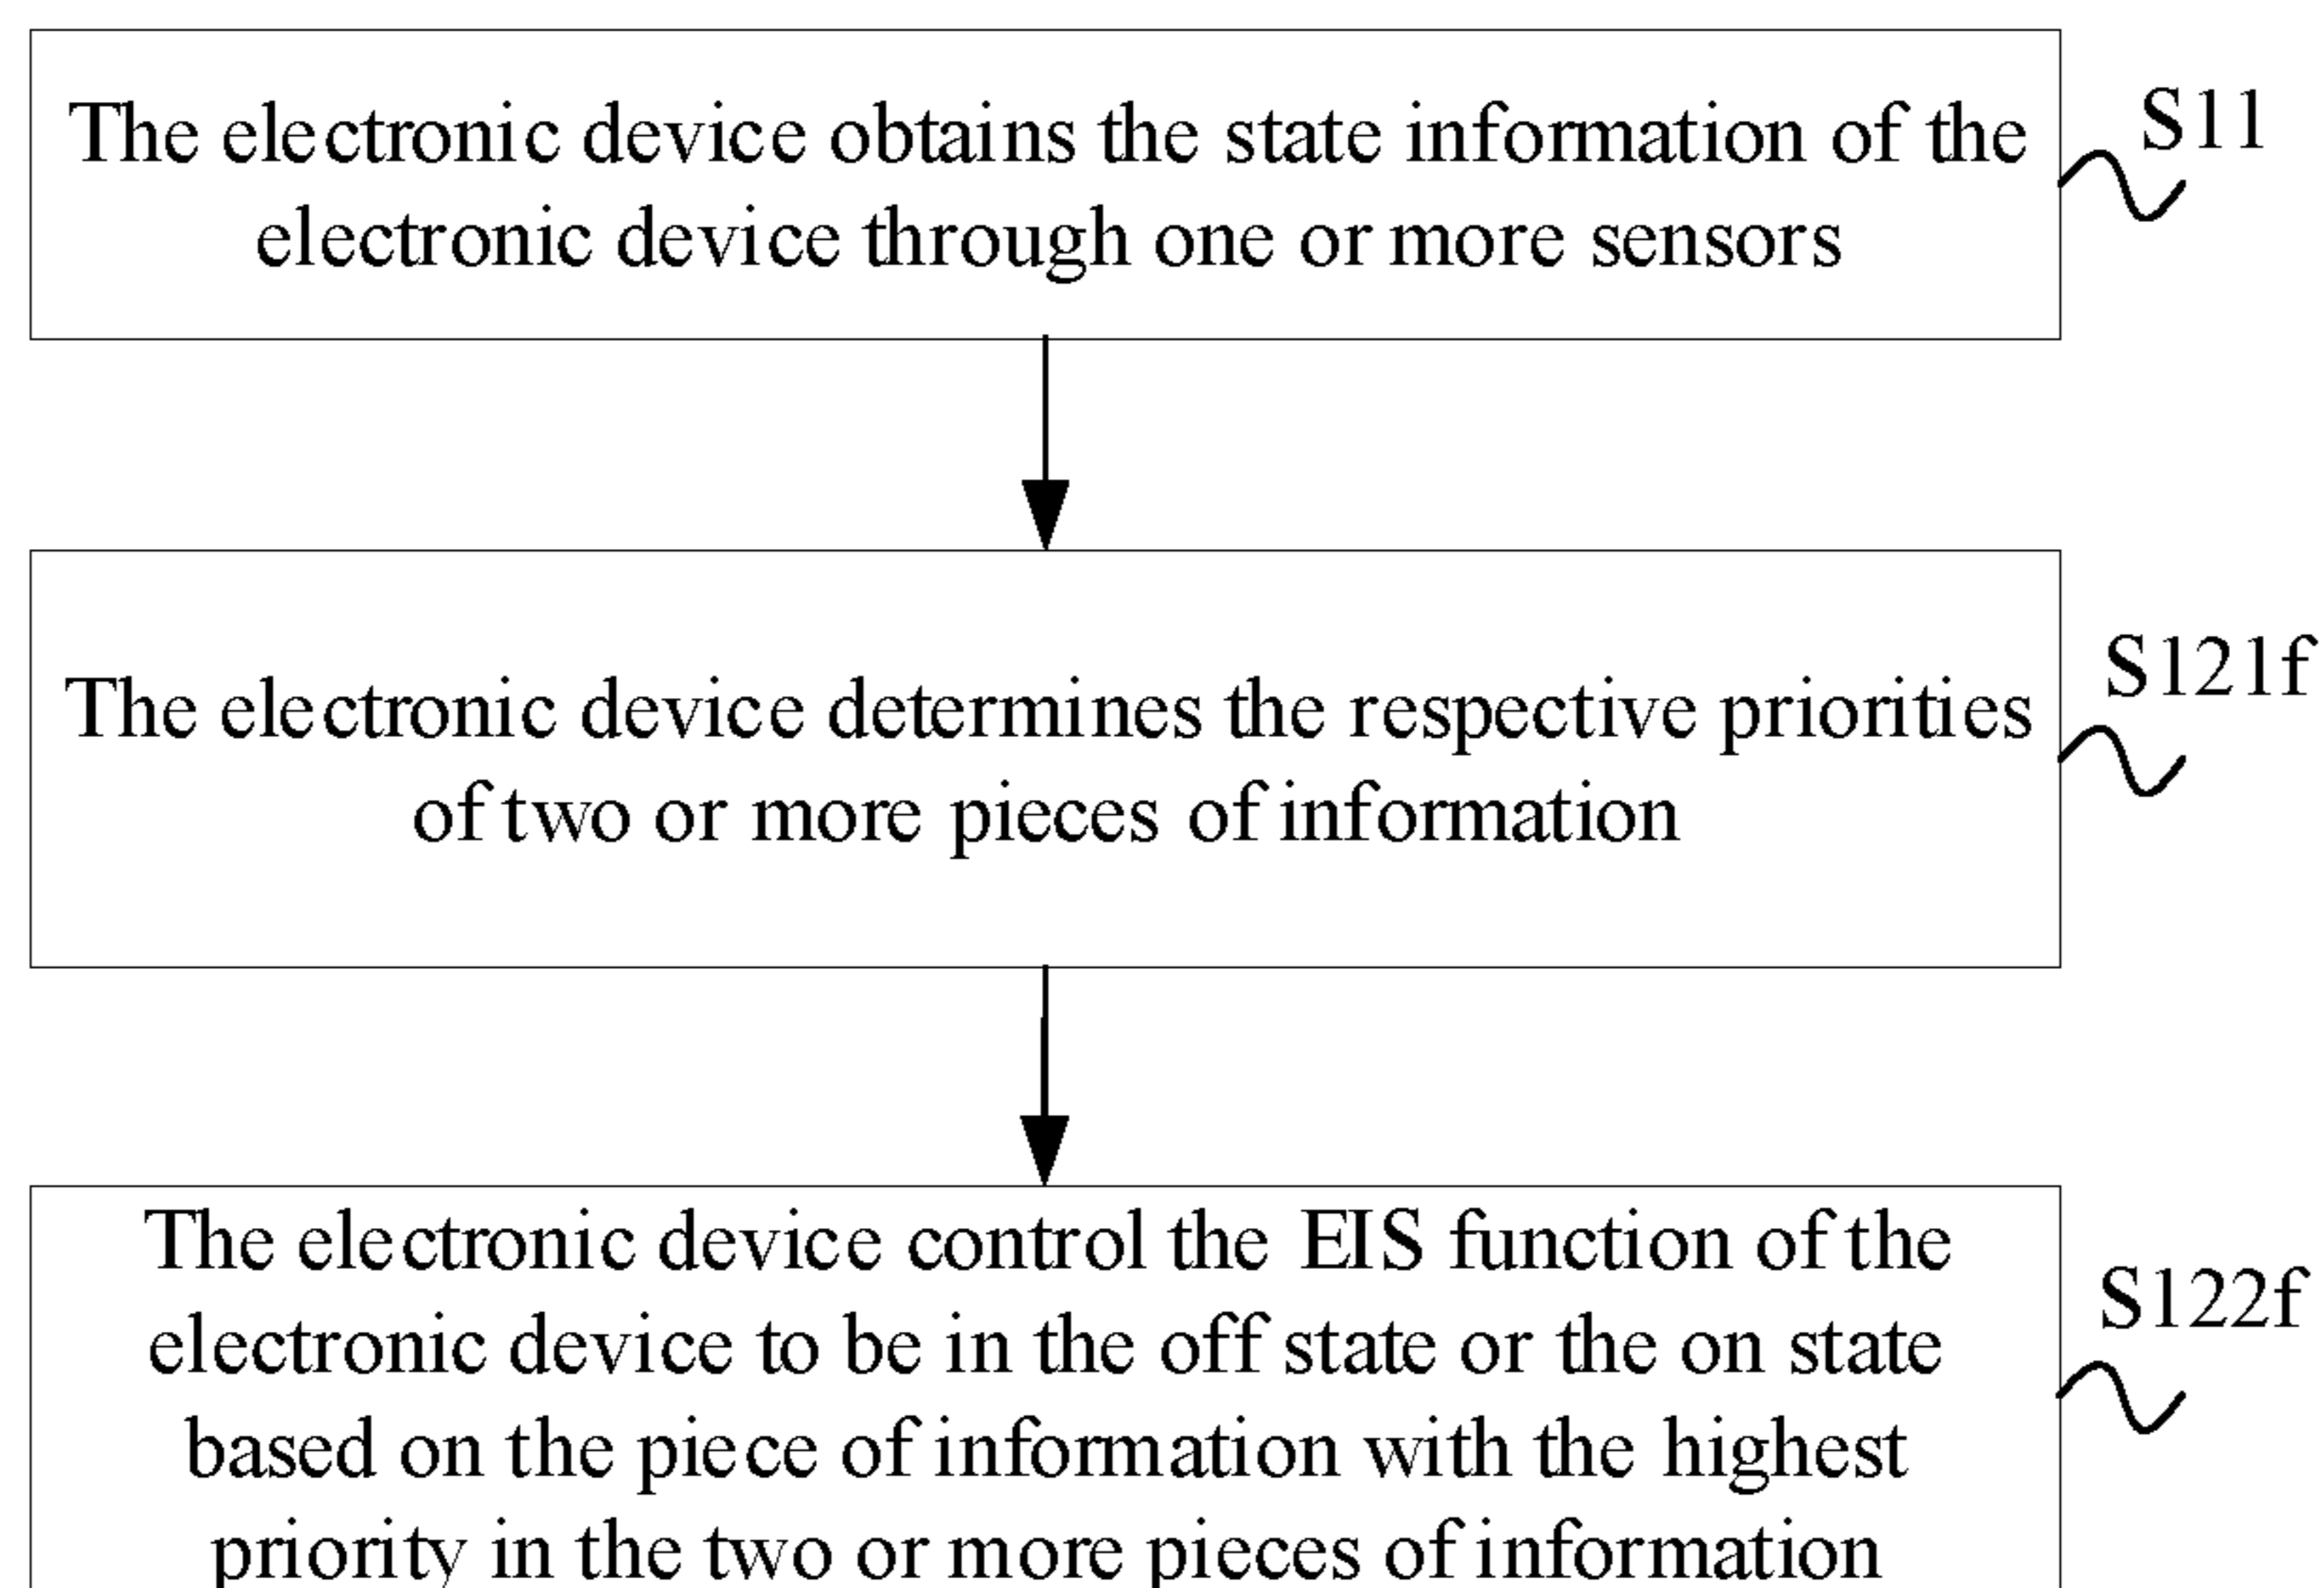 The electronic device obtains the state information of the
electronic device through one or more sensors
S11
The electronic device determines the respective priorities
of two or more pieces of information
S121f
The electronic device control the EIS function of the
electronic device to be in the off state or the on state
based on the piece of information with the highest
priority in the two or more pieces of information
S122f